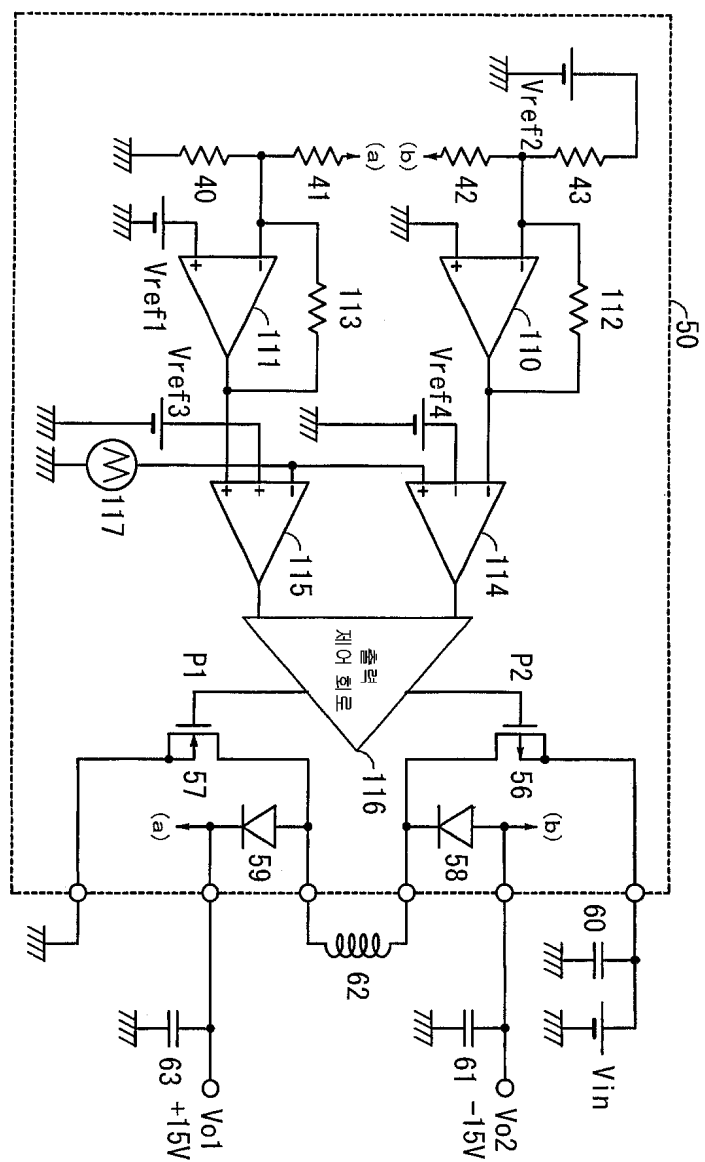 50
Vref2
43
42
(b)
(a)
41
40
112
110
113
111
Vref1
Vref4
Vref3
114
115
117
출력
제어 회로
116
P2
P1
56
57
(b)
58
59
(a)
60
62
Vin
61
-15V
Vo2
63
+15V
Vo1
+
-
+
-
-
-
+
-
+
+